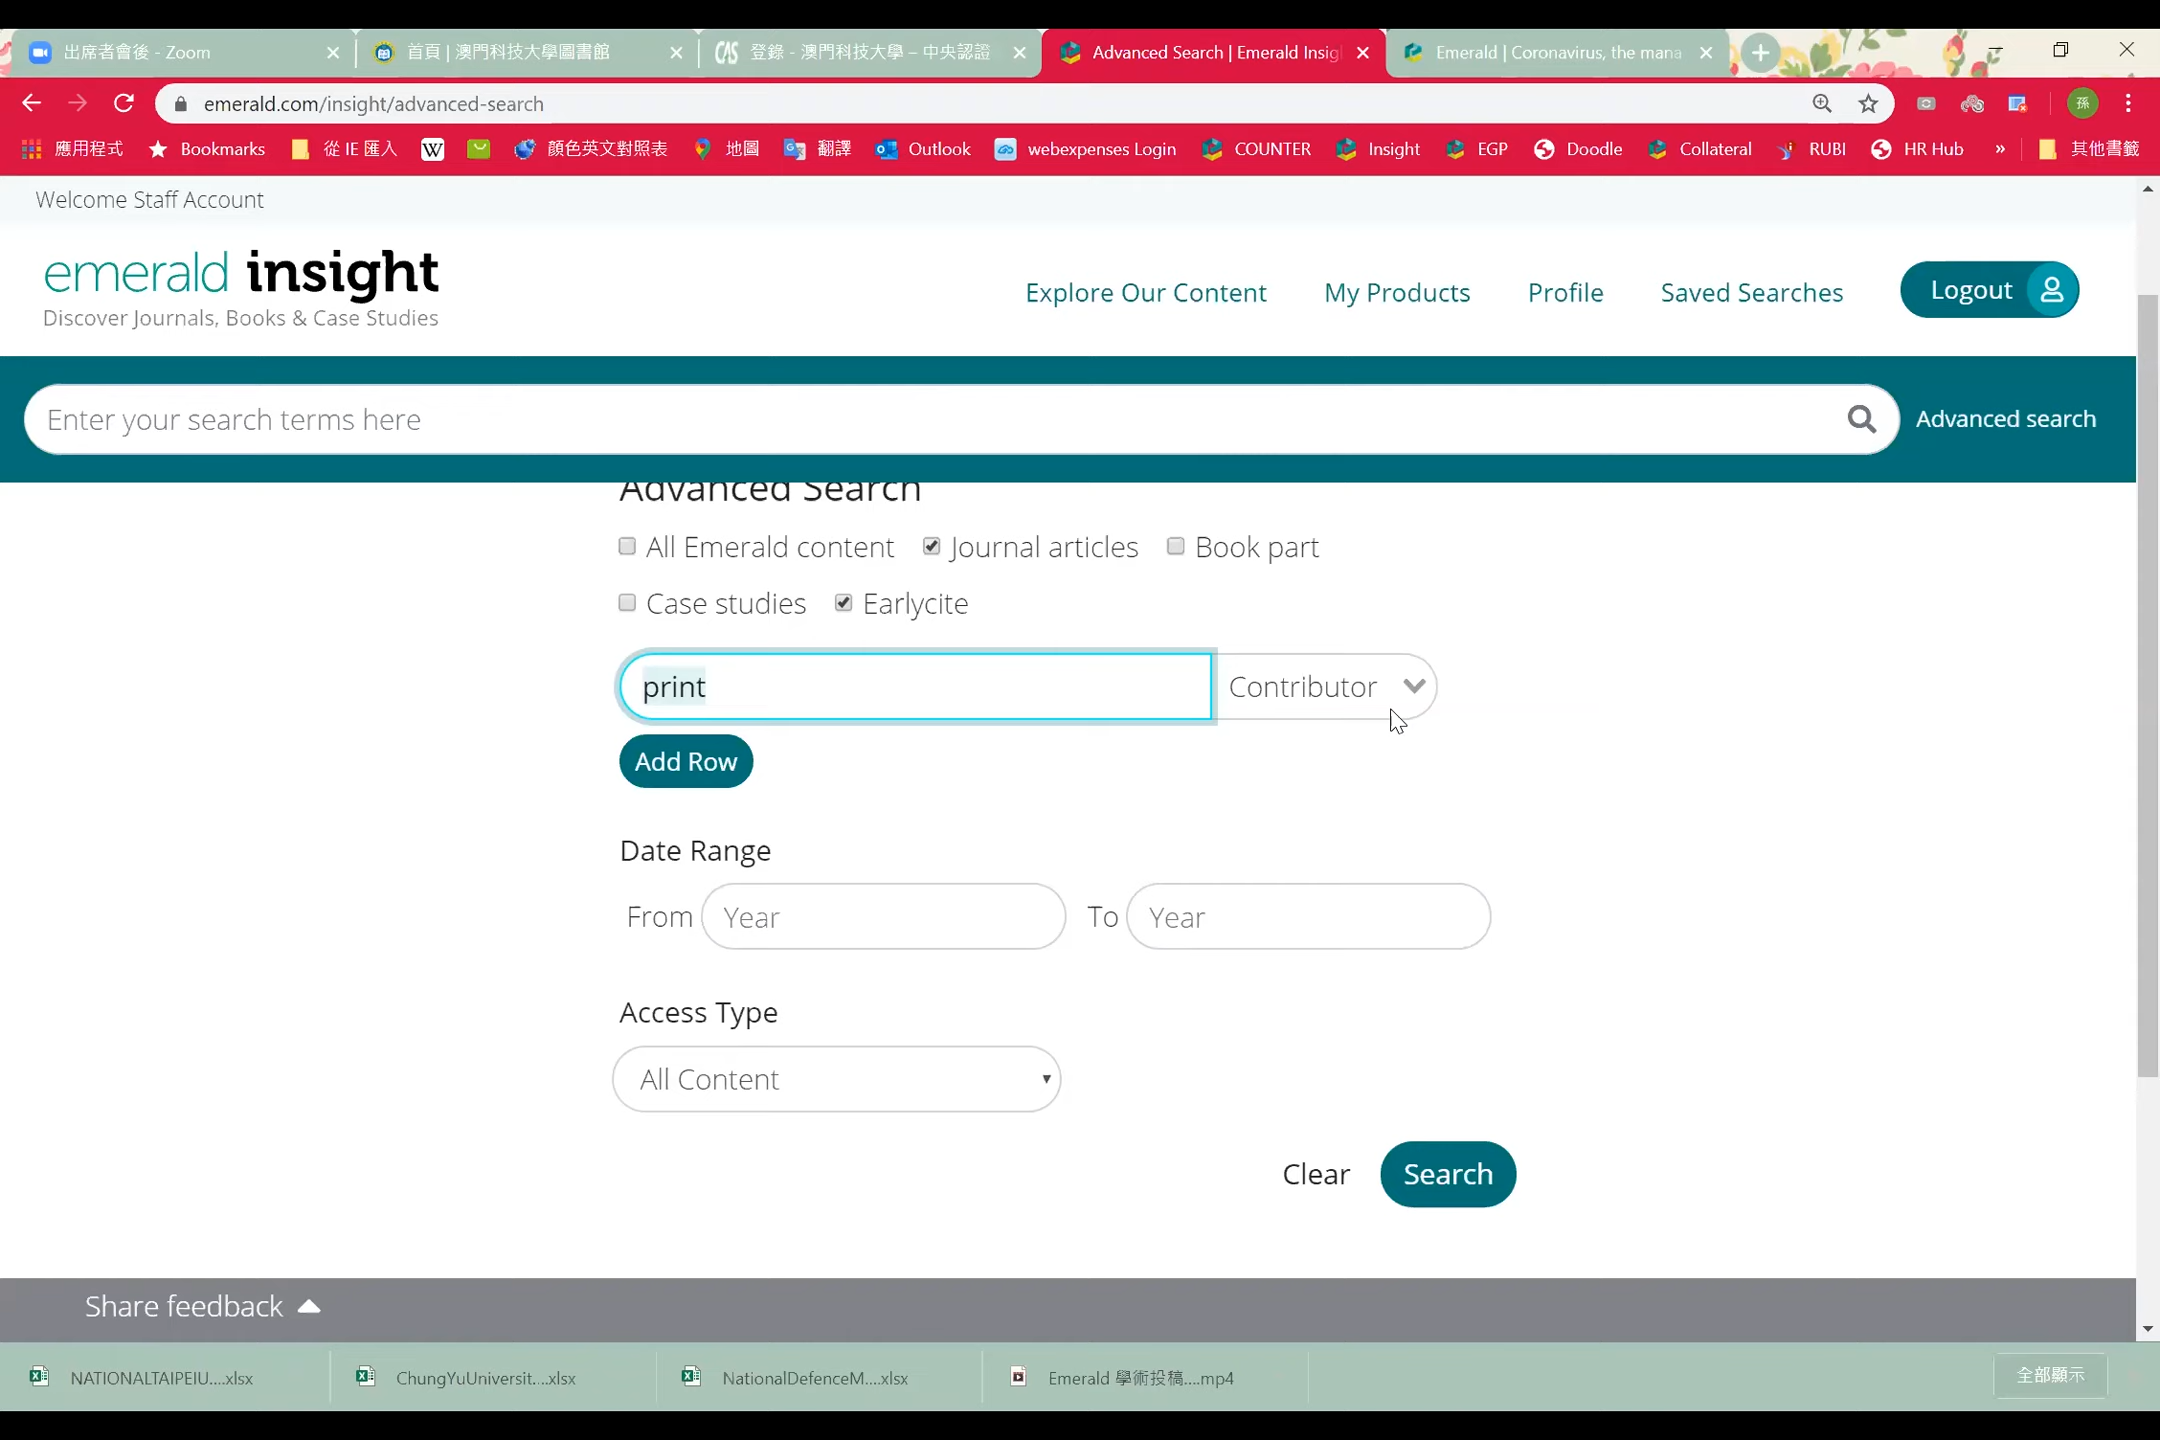 出席者會後 - Zoom
首頁 | 澳門科技大學圖書館
登錄 - 澳門科技大學 – 中央認證
Advanced Search | Emerald Insig
Emerald | Coronavirus, the mana
emerald.com/insight/advanced-search
孫
應用程式
Bookmarks
從 IE 匯入
W
顏色英文對照表
地圖
翻譯
Outlook
webexpenses Login
COUNTER
Insight
EGP
Doodle
Collateral
RUBI
HR Hub
»
其他書籤
Welcome Staff Account
emerald insight
Discover Journals, Books & Case Studies
Explore Our Content
My Products
Profile
Saved Searches
Logout
Enter your search terms here
Advanced search
Advanced Search
All Emerald content
Journal articles
Book part
Case studies
Earlycite
print
Contributor
Add Row
Date Range
From Year To Year
Access Type
All Content
Clear
Search
Share feedback
NATIONALTAIPEIU....xlsx
ChungYuUniversit....xlsx
NationalDefenceM....xlsx
Emerald 學術投稿....mp4
全部顯示